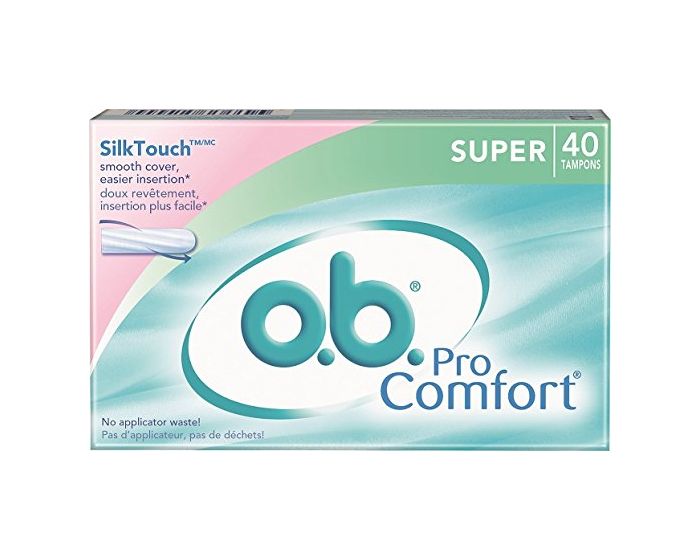 SilkTouch™/MC
smooth cover,
easier insertion*
doux revêtement,
insertion plus facile*
SUPER
40
TAMPONS
o.b.®
Pro
Comfort®
No applicator waste!
Pas d'applicateur, pas de déchets!